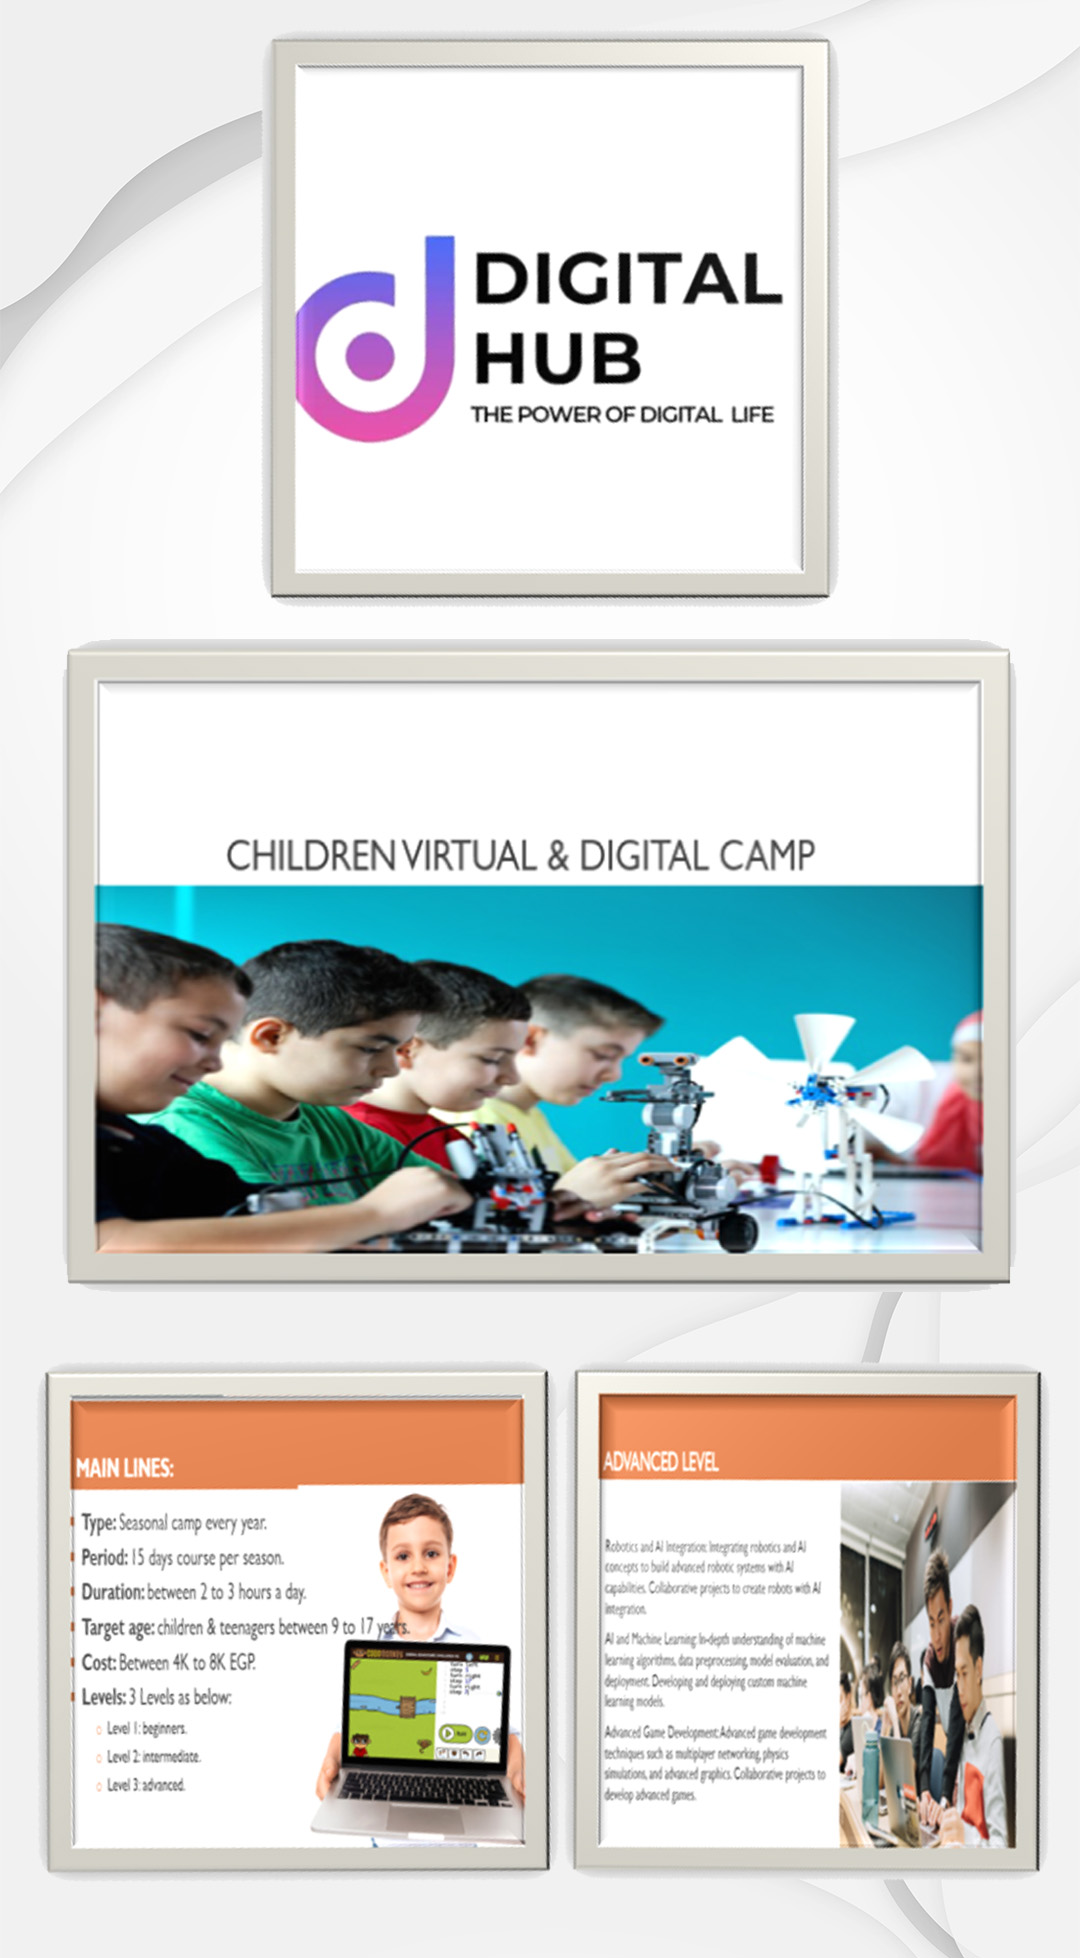 DIGITAL
HUB
THE POWER OF DIGITAL LIFE
CHILDREN VIRTUAL & DIGITAL CAMP
MAIN LINES:
Type: Seasonal camp every year.
Period: 15 days course per season.
Duration: between 2 to 3 hours a day.
Target age: children & teenagers between 9 to 17 years.
Cost: Between 4K to 8K EGP.
Levels: 3 Levels as below:
Level 1: beginners.
Level 2: intermediate.
Level 3: advanced.
ADVANCED LEVEL
Robotics and AI Integration: Integrating robotics and AI
concepts to build advanced robotic systems with AI
capabilities. Collaborative projects to create robots with AI
integration.
AI and Machine Learning: In-depth understanding of machine
learning algorithms, data preprocessing, model evaluation, and
deployment. Developing and deploying custom machine
learning models.
Advanced Game Development: Advanced game development
techniques such as multiplayer networking, physics
simulations, and advanced graphics. Collaborative projects to
develop advanced games.